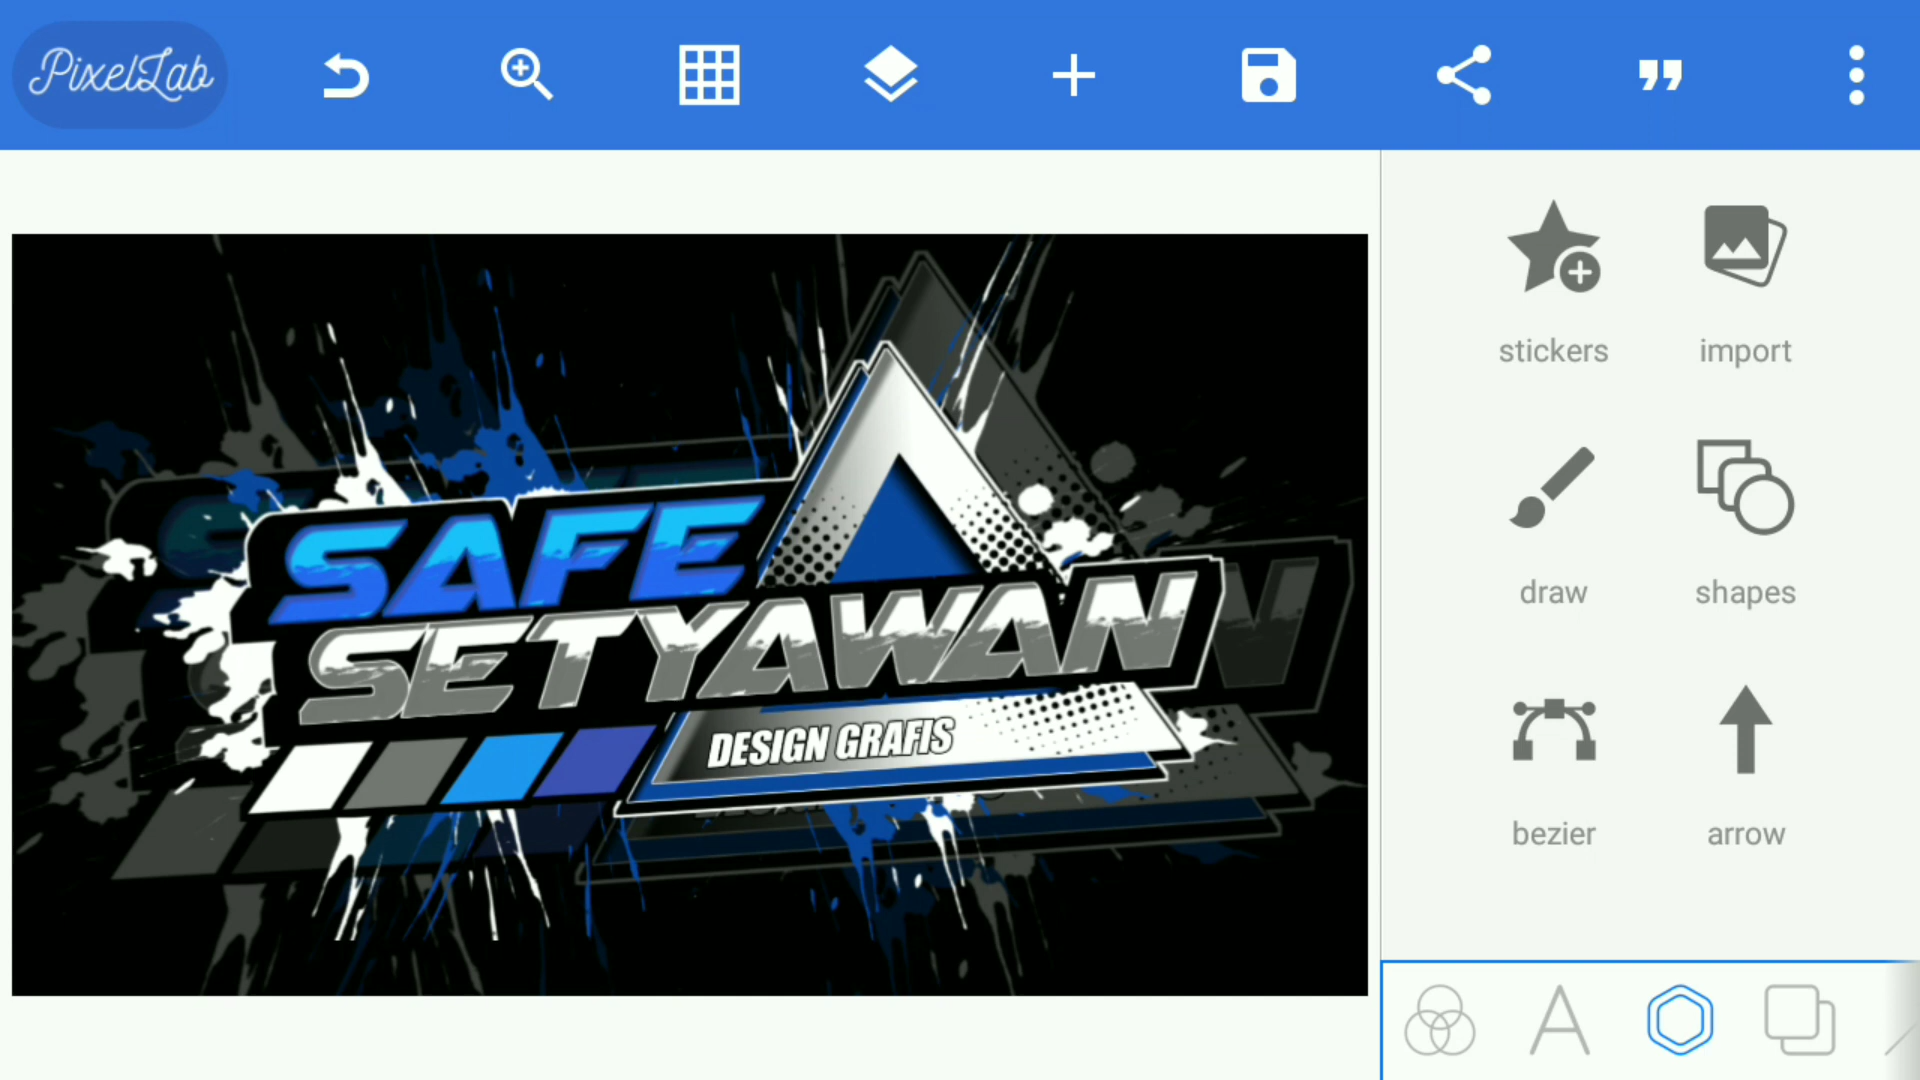 PixelLab
stickers
import
SAFE
draw
shapes
SETYAWAN
DESIGN GRAFIS
bezier
arrow